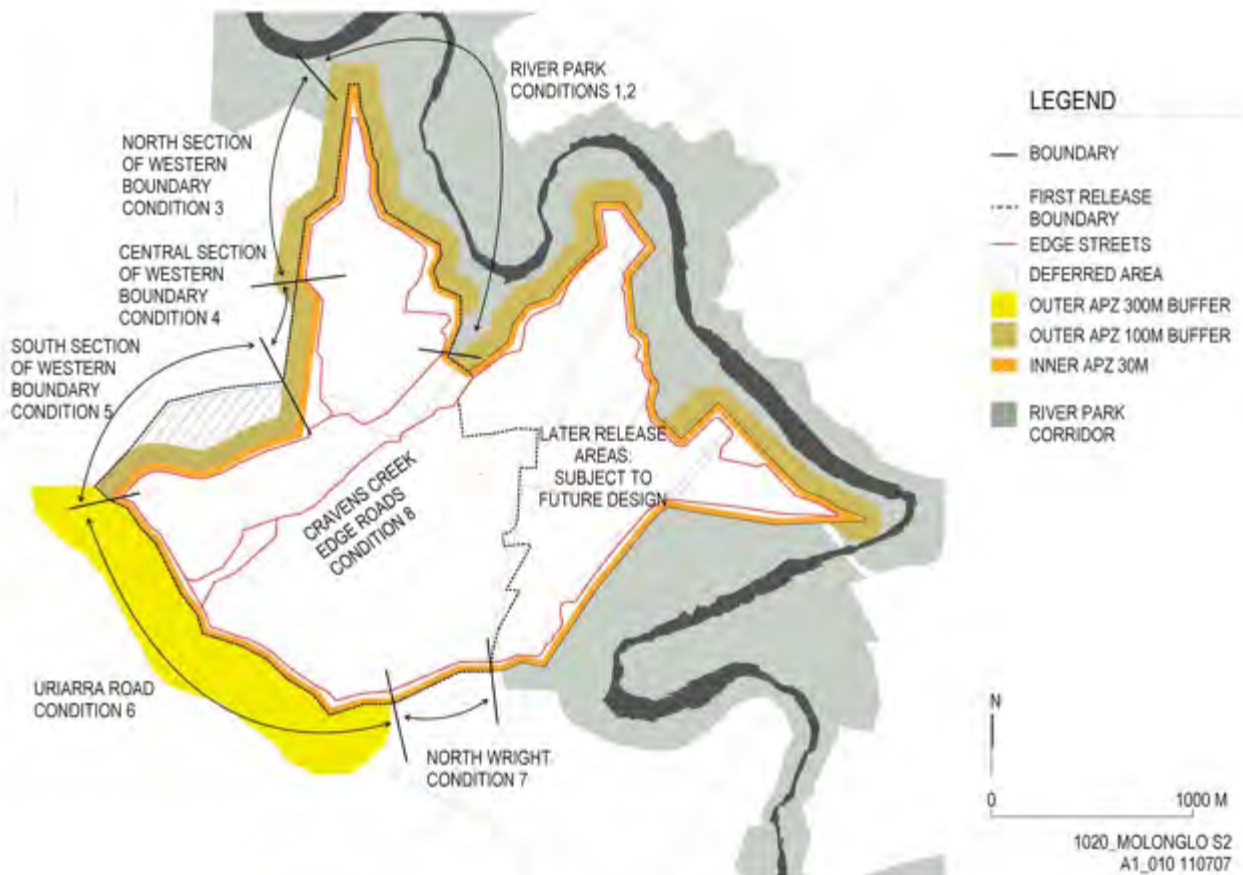 RIVER PARK
CONDITIONS 1,2
NORTH SECTION
OF WESTERN
BOUNDARY
CONDITION 3
CENTRAL SECTION
OF WESTERN
BOUNDARY
CONDITION 4
SOUTH SECTION
OF WESTERN
BOUNDARY
CONDITION 5
CRAVENS CREEK
EDGE ROADS
CONDITION 8
LATER RELEASE
AREAS:
SUBJECT TO
FUTURE DESIGN
URIARRA ROAD
CONDITION 6
NORTH WRIGHT
CONDITION 7
LEGEND
BOUNDARY
FIRST RELEASE
BOUNDARY
EDGE STREETS
DEFERRED AREA
OUTER APZ 300M BUFFER
OUTER APZ 100M BUFFER
INNER APZ 30M
RIVER PARK
CORRIDOR
N
0 1000 M
1020_MOLONGLO S2
A1_010 110707